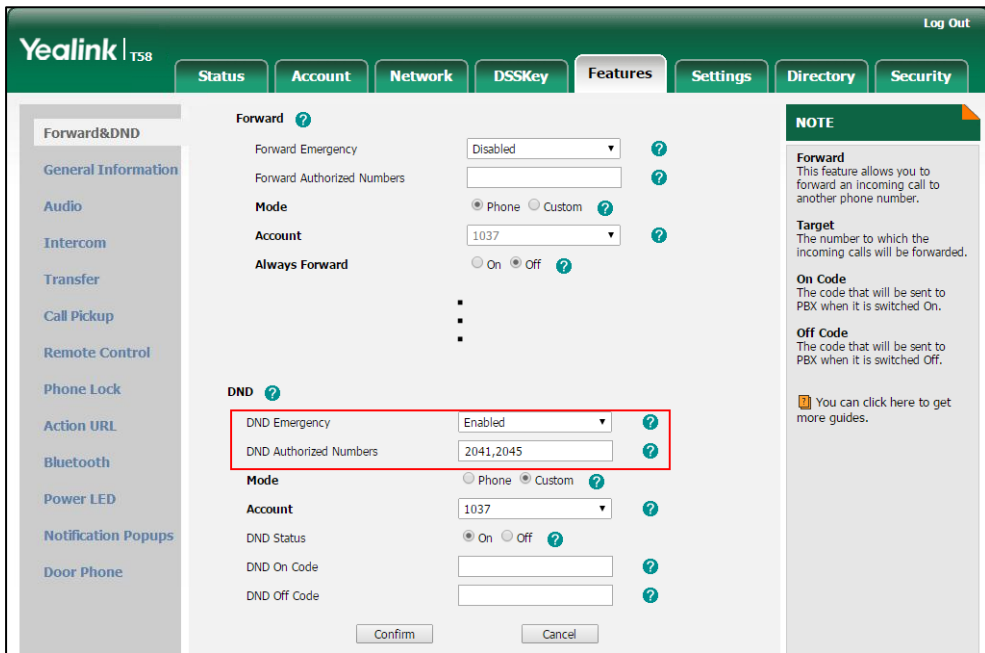 Log Out
Yealink T58
Status Account Network DSSKey Features Settings Directory Security
Forward&DND
General Information
Audio
Intercom
Transfer
Call Pickup
Remote Control
Phone Lock
Action URL
Bluetooth
Power LED
Notification Popups
Door Phone
Forward ?
Forward Emergency Disabled ?
Forward Authorized Numbers ?
Mode Phone Custom ?
Account 1037 ?
Always Forward On Off ?
DND ?
DND Emergency Enabled ?
DND Authorized Numbers 2041,2045 ?
Mode Phone Custom ?
Account 1037 ?
DND Status On Off ?
DND On Code ?
DND Off Code ?
Confirm Cancel
NOTE
Forward
This feature allows you to
forward an incoming call to
another phone number.
Target
The number to which the
incoming calls will be forwarded.
On Code
The code that will be sent to
PBX when it is switched On.
Off Code
The code that will be sent to
PBX when it is switched Off.
? You can click here to get
more guides.